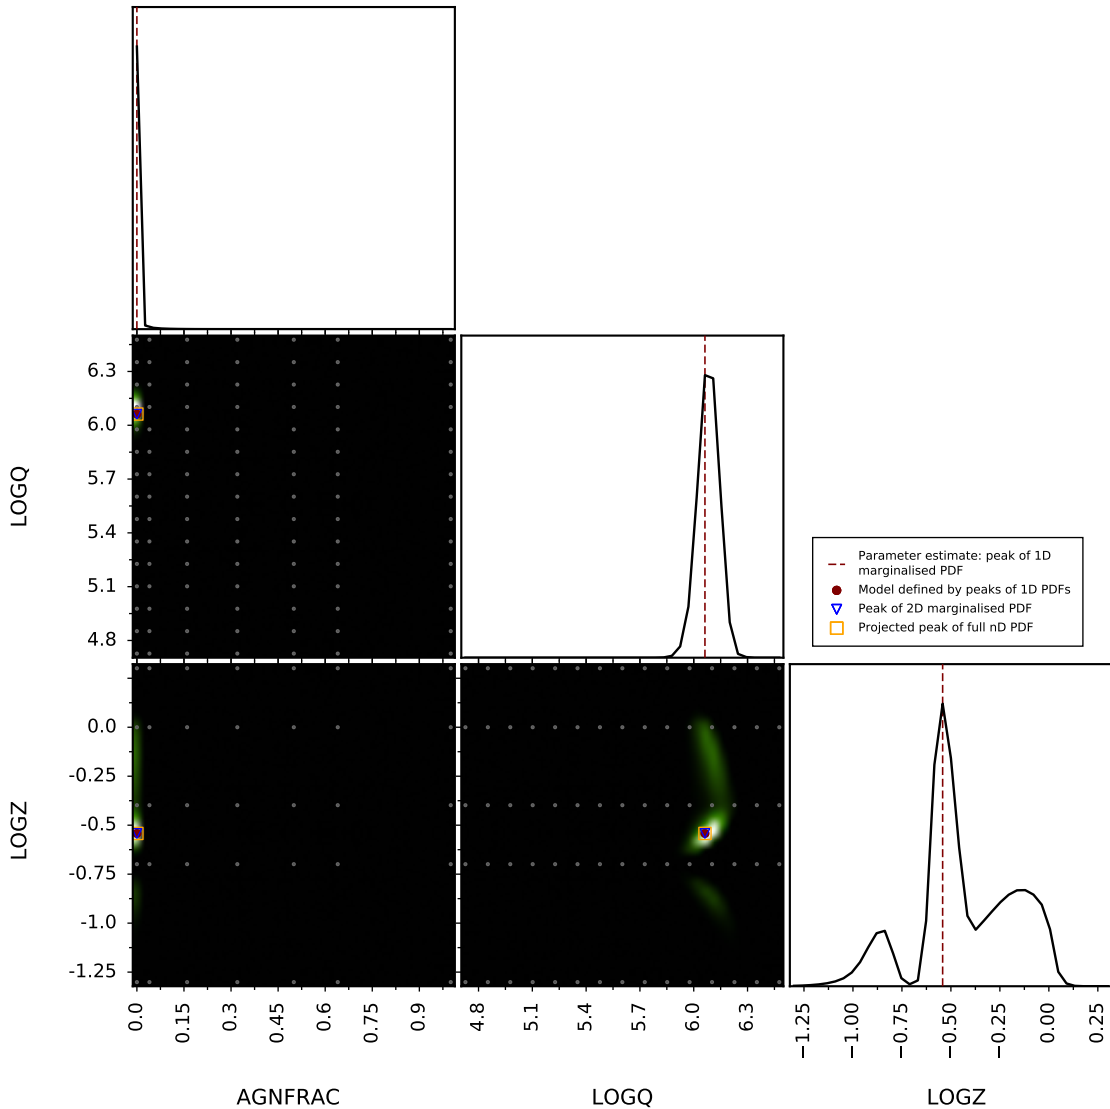 6.3
6.0
5.7
5.4
5.1
4.8
LOGQ
Parameter estimate: peak of 1D
marginalised PDF
Model defined by peaks of 1D PDFs
Peak of 2D marginalised PDF
Projected peak of full nD PDF
0.0
-0.25
-0.5
-0.75
-1.0
-1.25
LOGZ
0.0 0.15 0.3 0.45 0.6 0.75 0.9
4.8 5.1 5.4 5.7 6.0 6.3
−1.25 −1.00 −0.75 −0.50 −0.25 0.00 0.25
AGNFRAC LOGQ LOGZ